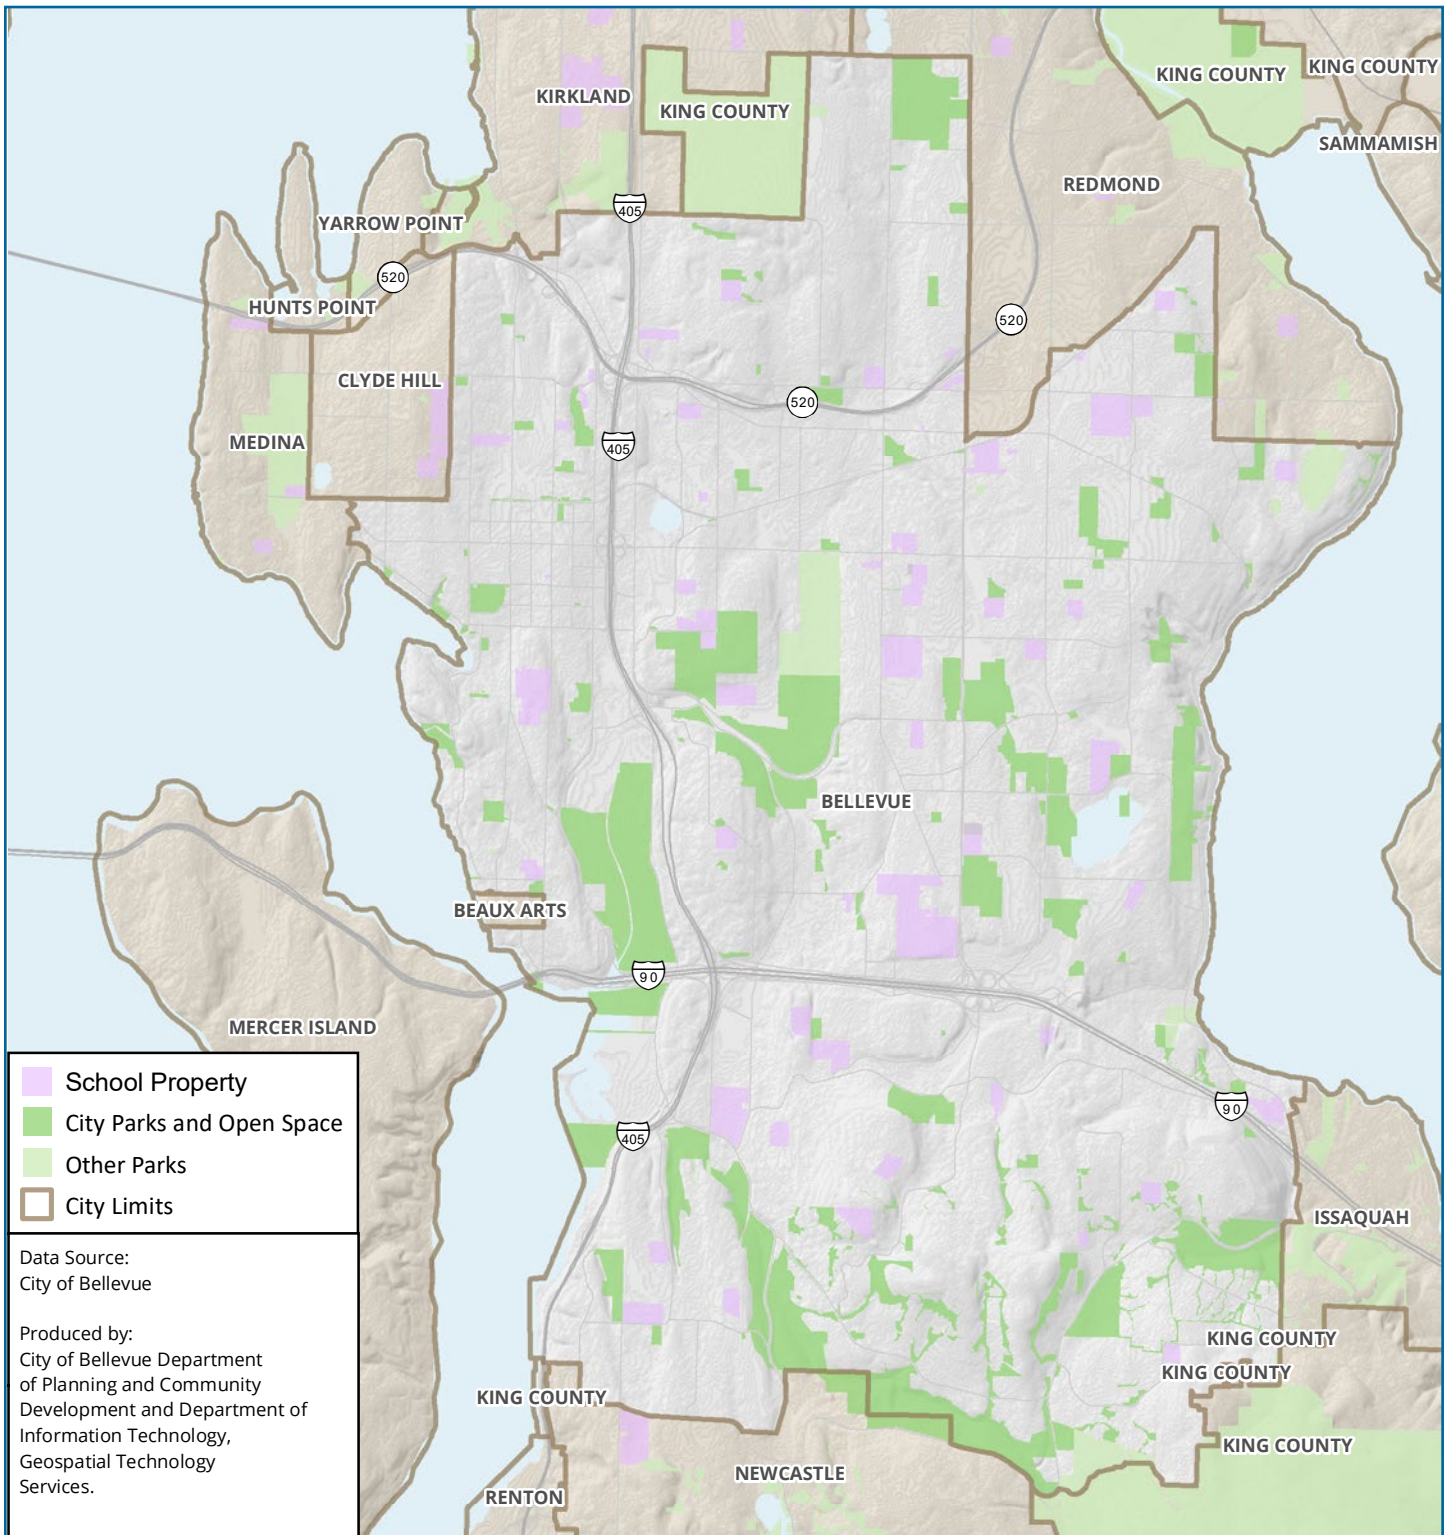 KING COUNTY
KING COUNTY
KIRKLAND
KING COUNTY
SAMMAMISH
REDMOND
405
YARROW POINT
520
HUNTS POINT
520
CLYDE HILL
520
MEDINA
405
BELLEVUE
BEAUX ARTS
90
MERCER ISLAND
School Property
City Parks and Open Space
Other Parks
City Limits
90
405
ISSAQUAH
Data Source:
City of Bellevue
Produced by:
City of Bellevue Department
of Planning and Community
Development and Department of
Information Technology,
Geospatial Technology
Services.
KING COUNTY
KING COUNTY
KING COUNTY
KING COUNTY
NEWCASTLE
RENTON